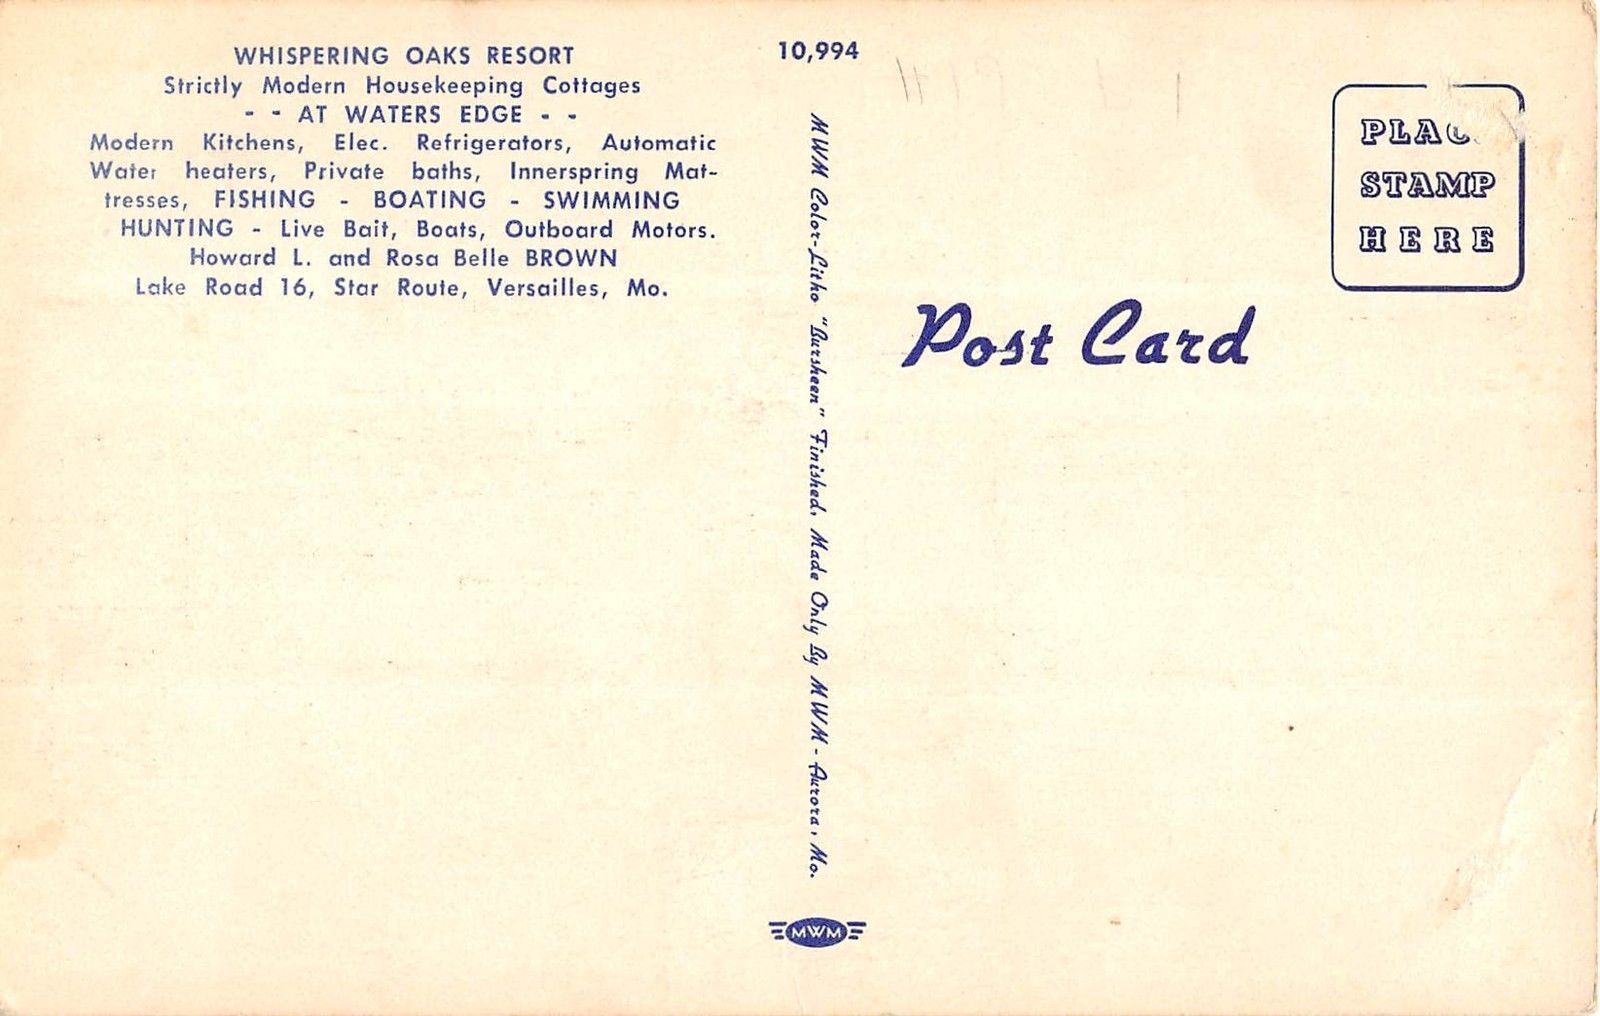 WHISPERING OAKS RESORT
Strictly Modern Housekeeping Cottages
- - AT WATERS EDGE - -
Modern Kitchens, Elec. Refrigerators, Automatic
Water heaters, Private baths, Innerspring Mat-
tresses, FISHING - BOATING - SWIMMING
HUNTING - Live Bait, Boats, Outboard Motors.
Howard L. and Rosa Belle BROWN
Lake Road 16, Star Route, Versailles, Mo.
10,994
MWM Color-Litho "Bursheen" Finished, Made Only By MWM - Aurora, Mo.
MWM
PLAC
STAMP
HERE
Post Card